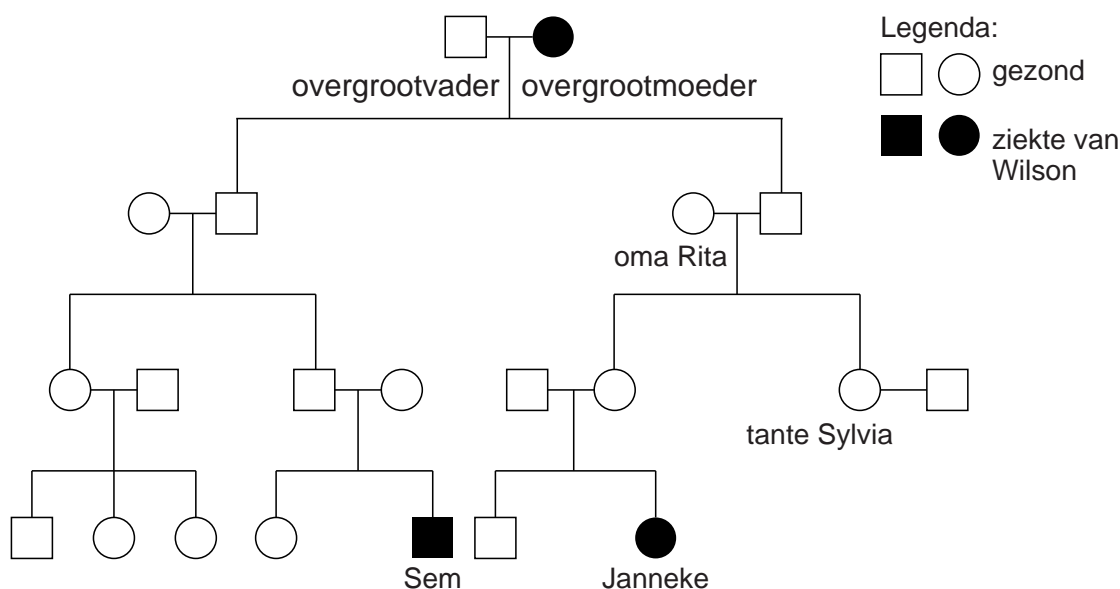 Legenda:
gezond
overgrootvader overgrootmoeder
ziekte van
Wilson
oma Rita
tante Sylvia
Sem
Janneke